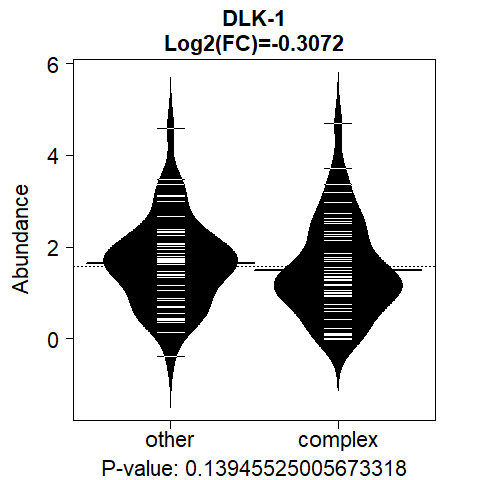 DLK-1
Log2(FC)=-0.3072
Abundance
6
4
2
0
other complex
P-value: 0.13945525005673318